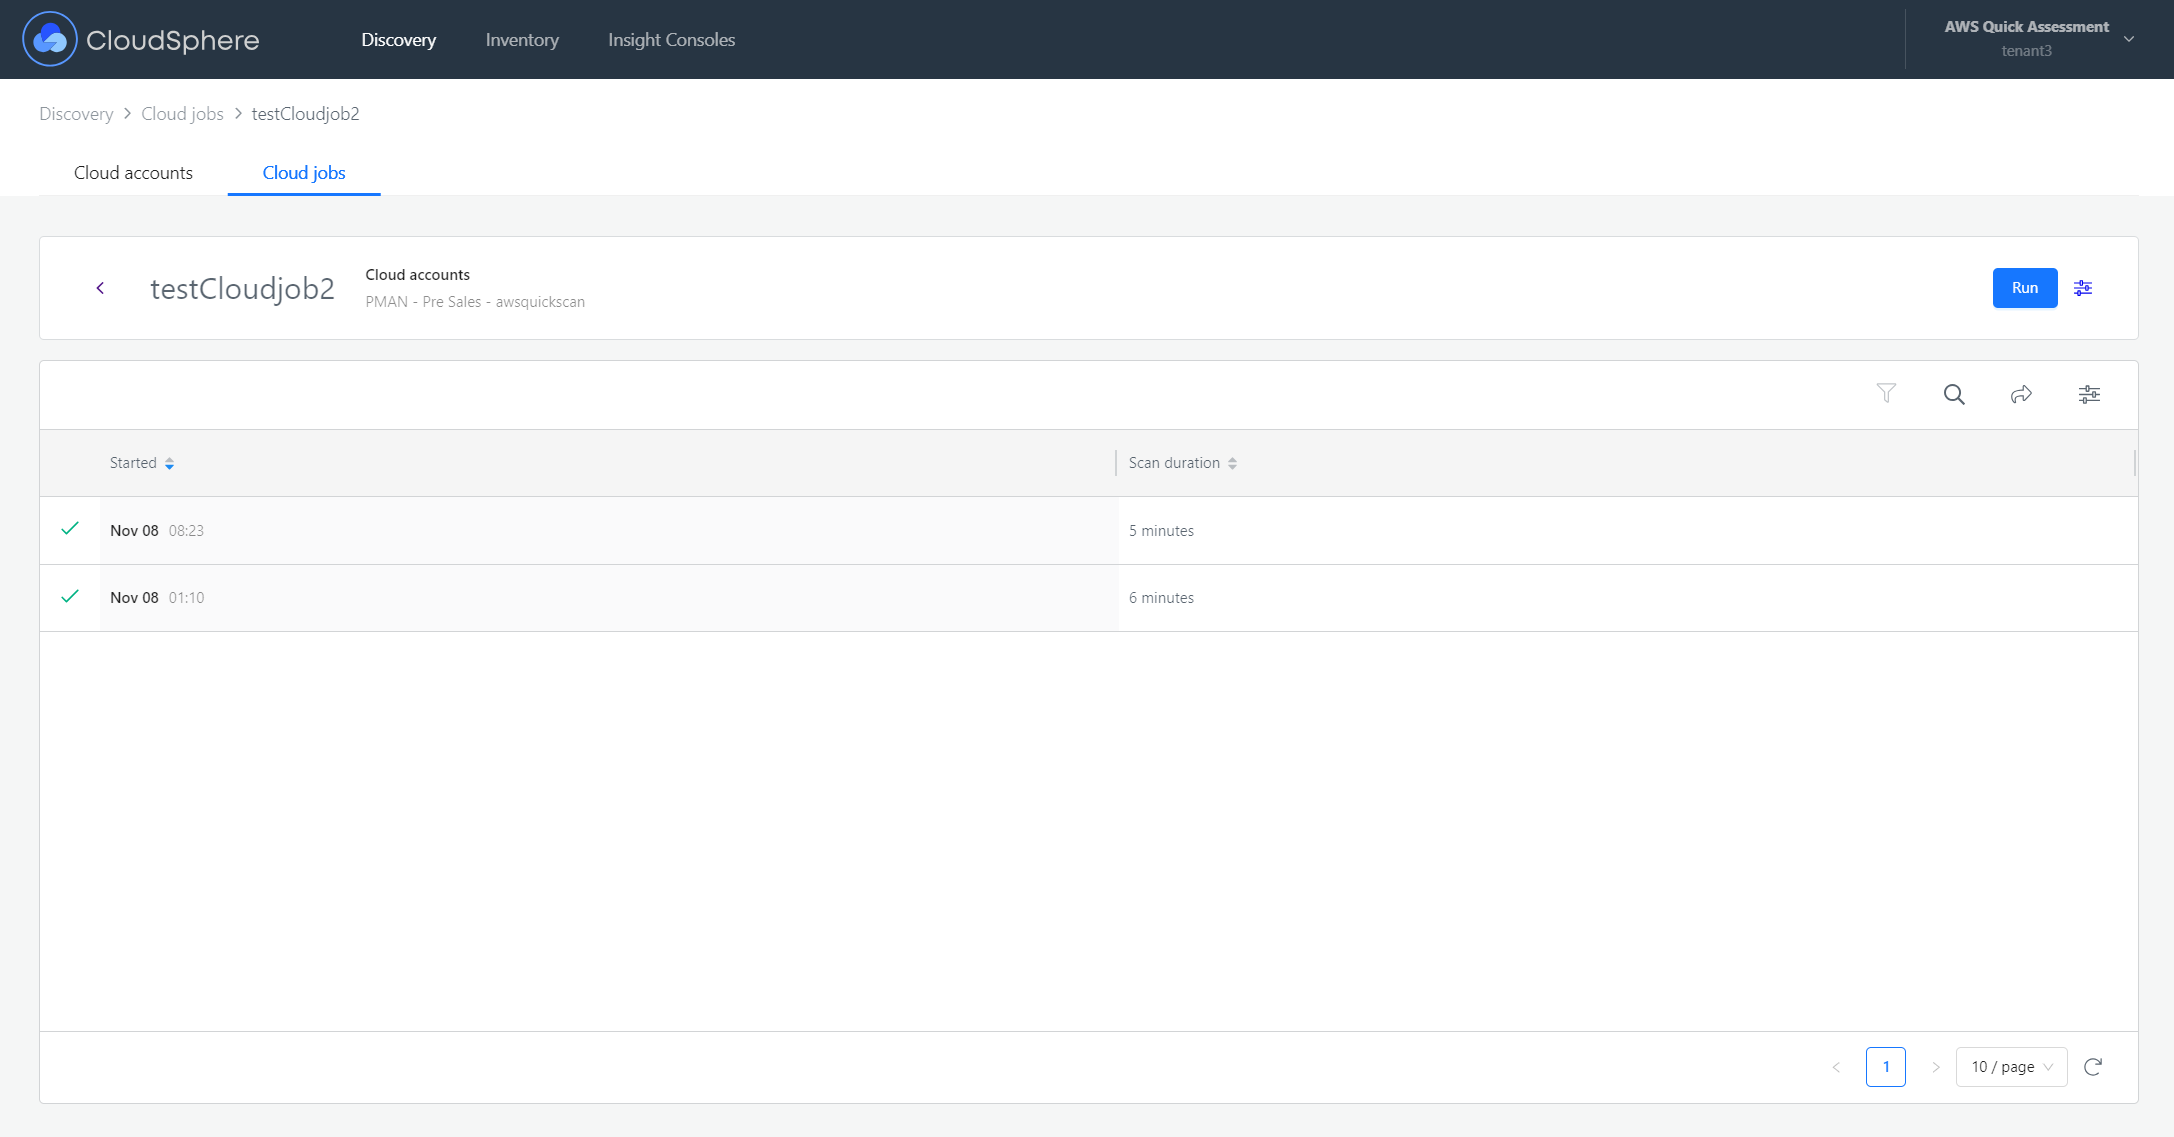 CloudSphere Discovery Inventory Insight Consoles AWS Quick Assessment
tenant3
Discovery > Cloud jobs > testCloudjob2
Cloud accounts Cloud jobs
testCloudjob2 Cloud accounts
PMAN - Pre Sales - awsquickscan
Run
Started Scan duration
Nov 08 08:23 5 minutes
Nov 08 01:10 6 minutes
1 10 / page